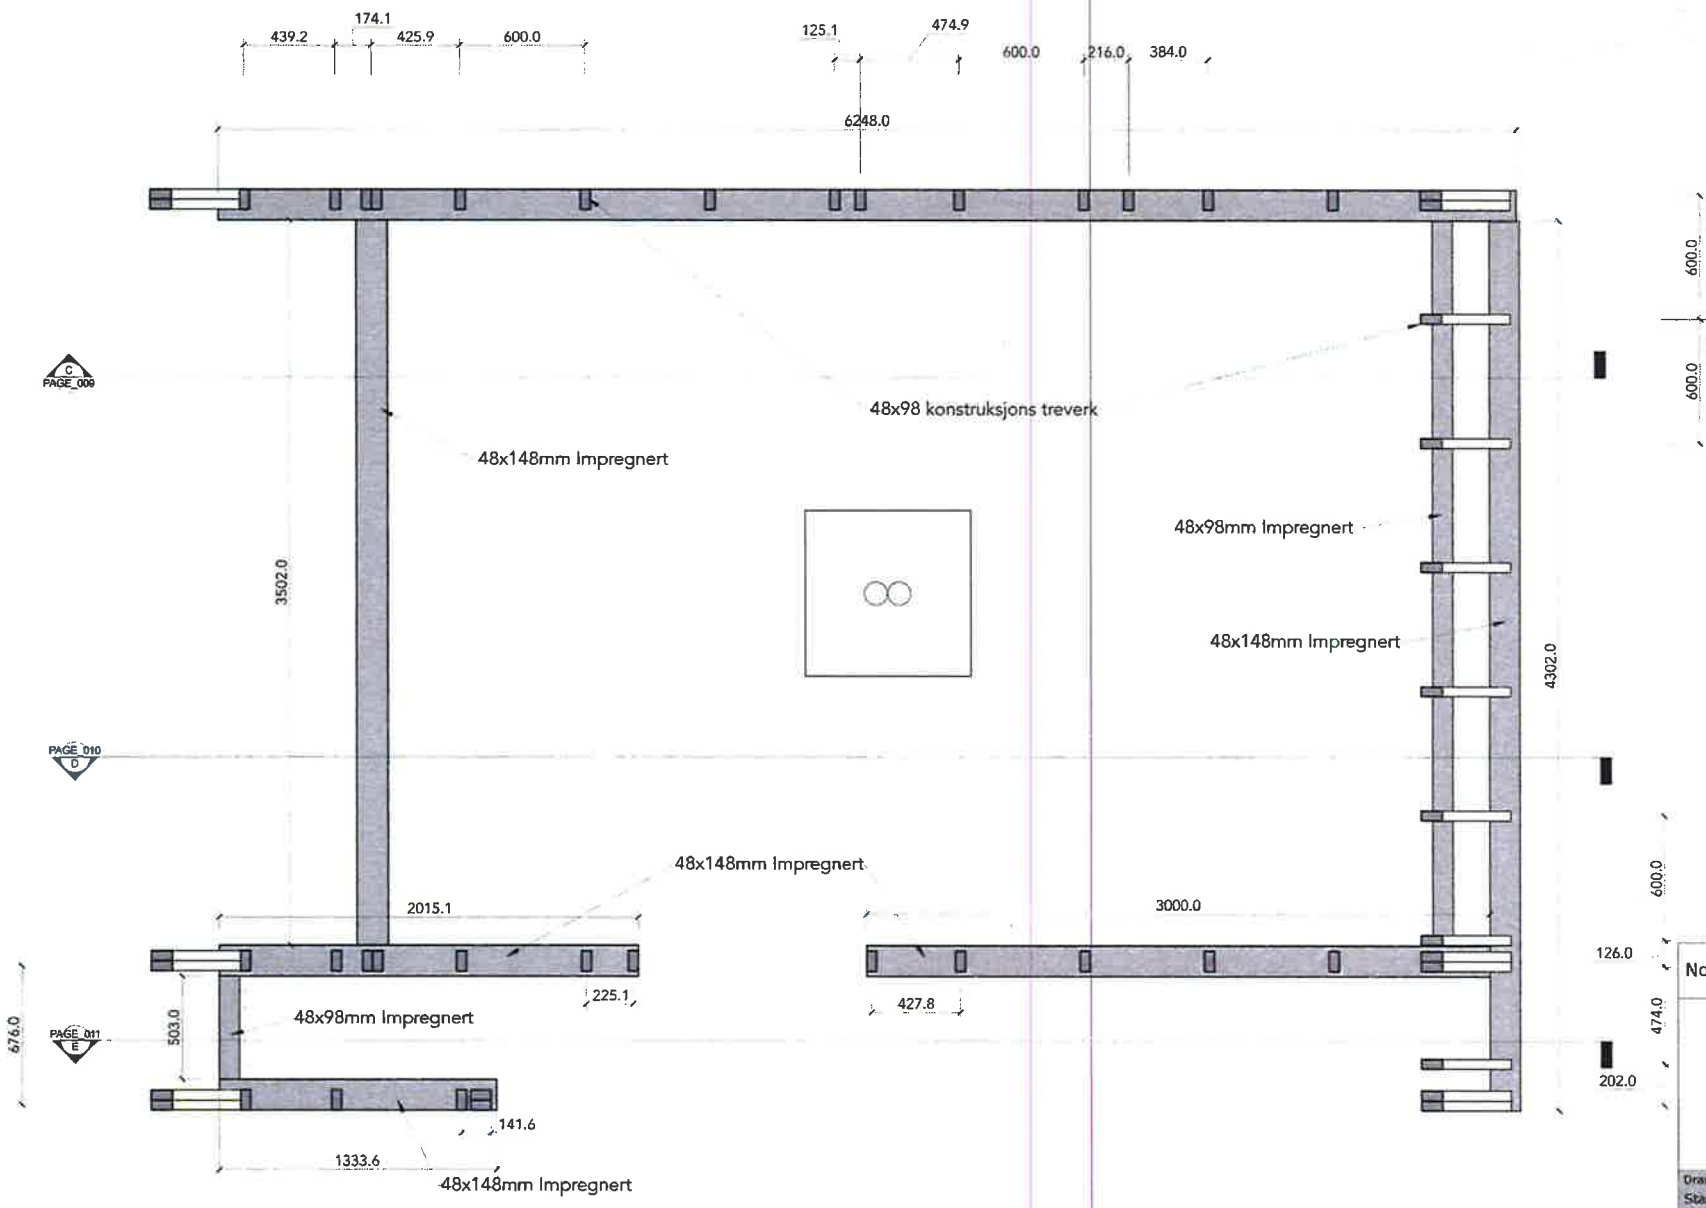 174.1
439.2
425.9
600.0
125.1
474.9
600.0
216.0
384.0
6248.0
600.0
600.0
C
PAGE_009
48x98 konstruksjons treverk
48x148mm Impregnert
48x98mm Impregnert
3502.0
48x148mm Impregnert
4302.0
PAGE_010
D
48x148mm Impregnert
600.0
2015.1
3000.0
126.0
225.1
427.8
676.0
503.0
48x98mm Impregnert
474.0
PAGE_011
E
202.0
141.6
1333.6
48x148mm Impregnert